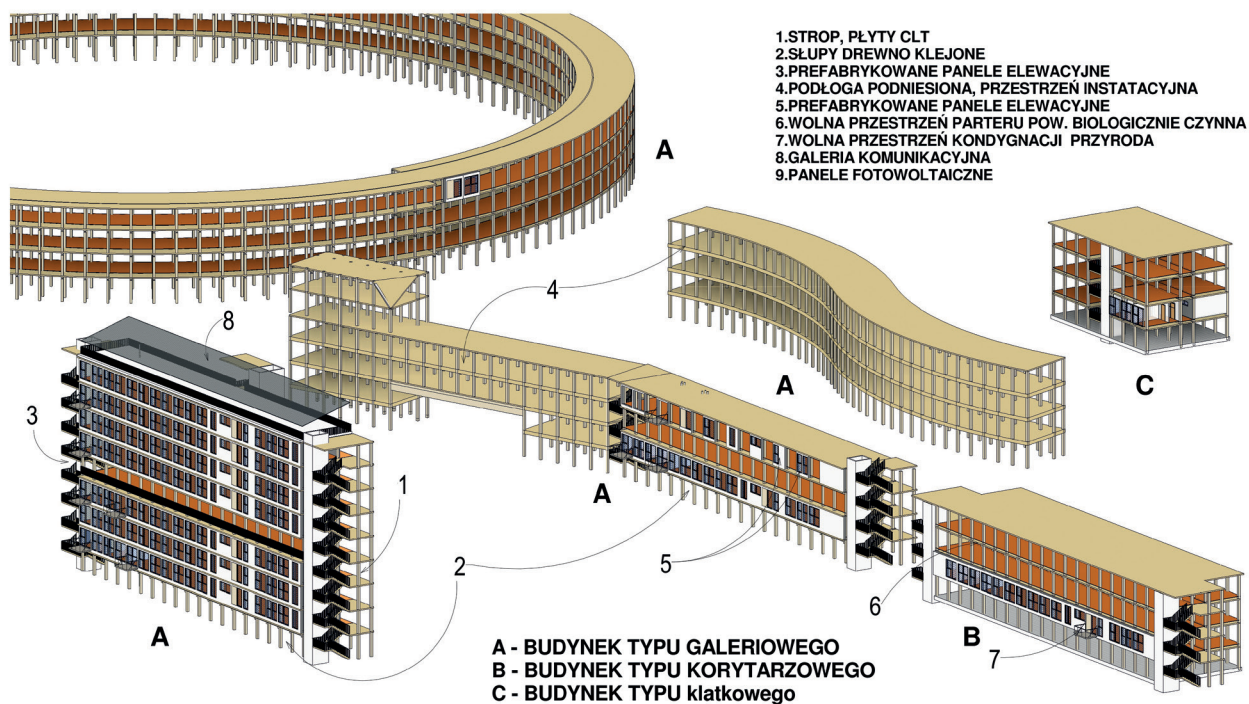 1.STROP, PŁYTY CLT
2.SŁUPY DREWNO KLEJONE
3.PREFABRYKOWANE PANELE ELEWACYJNE
4.PODŁOGA PODNIESIONA, PRZESTRZEŃ INSTATACYJNA
5.PREFABRYKOWANE PANELE ELEWACYJNE
6.WOLNA PRZESTRZEŃ PARTERU POW. BIOLOGICZNIE CZYNNA
7.WOLNA PRZESTRZEŃ KONDYGNACJI PRZYRODA
8.GALERIA KOMUNIKACYJNA
9.PANELE FOTOWOLTAICZNE
A
4
8
A
C
3
1
A
2
5
6
A
B
7
A - BUDYNEK TYPU GALERIOWEGO
B - BUDYNEK TYPU KORYTARZOWEGO
C - BUDYNEK TYPU klatkowego